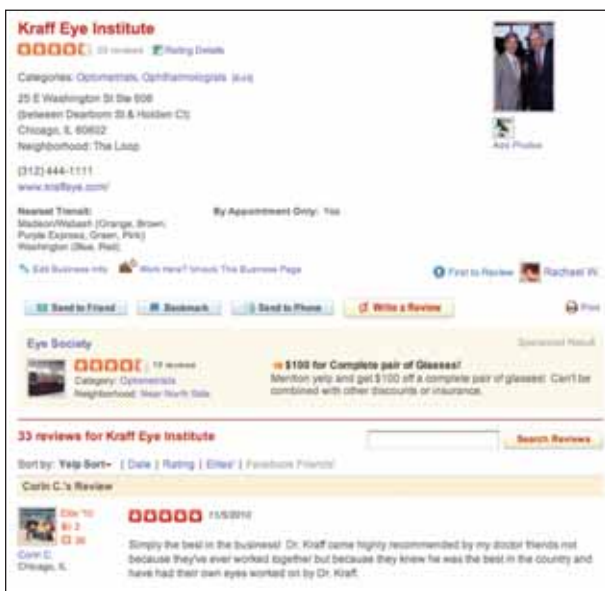 Kraff Eye Institute
33 reviews Rating Details
Categories: Optometrists, Ophthalmologists [Edit]
25 E Washington St Ste 606
(between Dearborn St & Holden Ct)
Chicago, IL 60602
Neighborhood: The Loop
(312) 444-1111
www.kraffeye.com/
Add Photos
Nearest Transit:
Madison/Wabash (Orange, Brown,
Purple Express, Green, Pink)
Washington (Blue, Red)
By Appointment Only: Yes
Edit Business Info Work Here? Unlock This Business Page
First to Review Rachael W.
Send to Friend Bookmark Send to Phone Write a Review Print
Eye Society Sponsored Result
reviews
Category: Optometrists
Neighborhood: Near North Side
$100 for Complete pair of Glasses!
Mention yelp and get $100 off a complete pair of glasses! Can't be
combined with other discounts or insurance.
33 reviews for Kraff Eye Institute Search Reviews
Sort by: Yelp Sort | Date | Rating | Elites' | Facebook Friends'
Corin C.'s Review
Elite '10
2
Corin C.
Chicago, IL
11/5/2010
Simply the best in the business! Dr. Kraff came highly recommended by my doctor friends not
because they've ever worked together but because they knew he was the best in the country and
have had their own eyes worked on by Dr. Kraff.